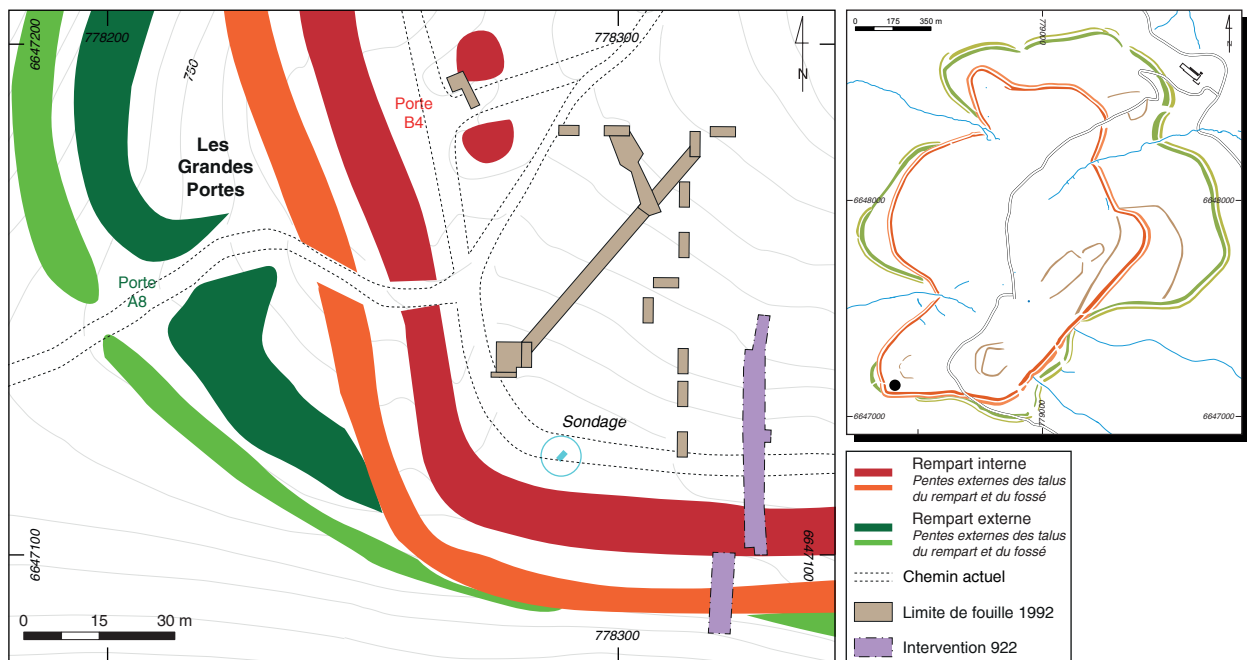 6647200
778200
750
Les
Grandes
Portes
Porte
B4
778300
N
Porte
A8
Sondage
6647100
6647100
0 15 30 m
778300
0 175 350 m
779000
N
6648000
6648000
6647000
779000
6647000
Rempart interne
Pentes externes des talus
du rempart et du fossé
Rempart externe
Pentes externes des talus
du rempart et du fossé
Chemin actuel
Limite de fouille 1992
Intervention 922